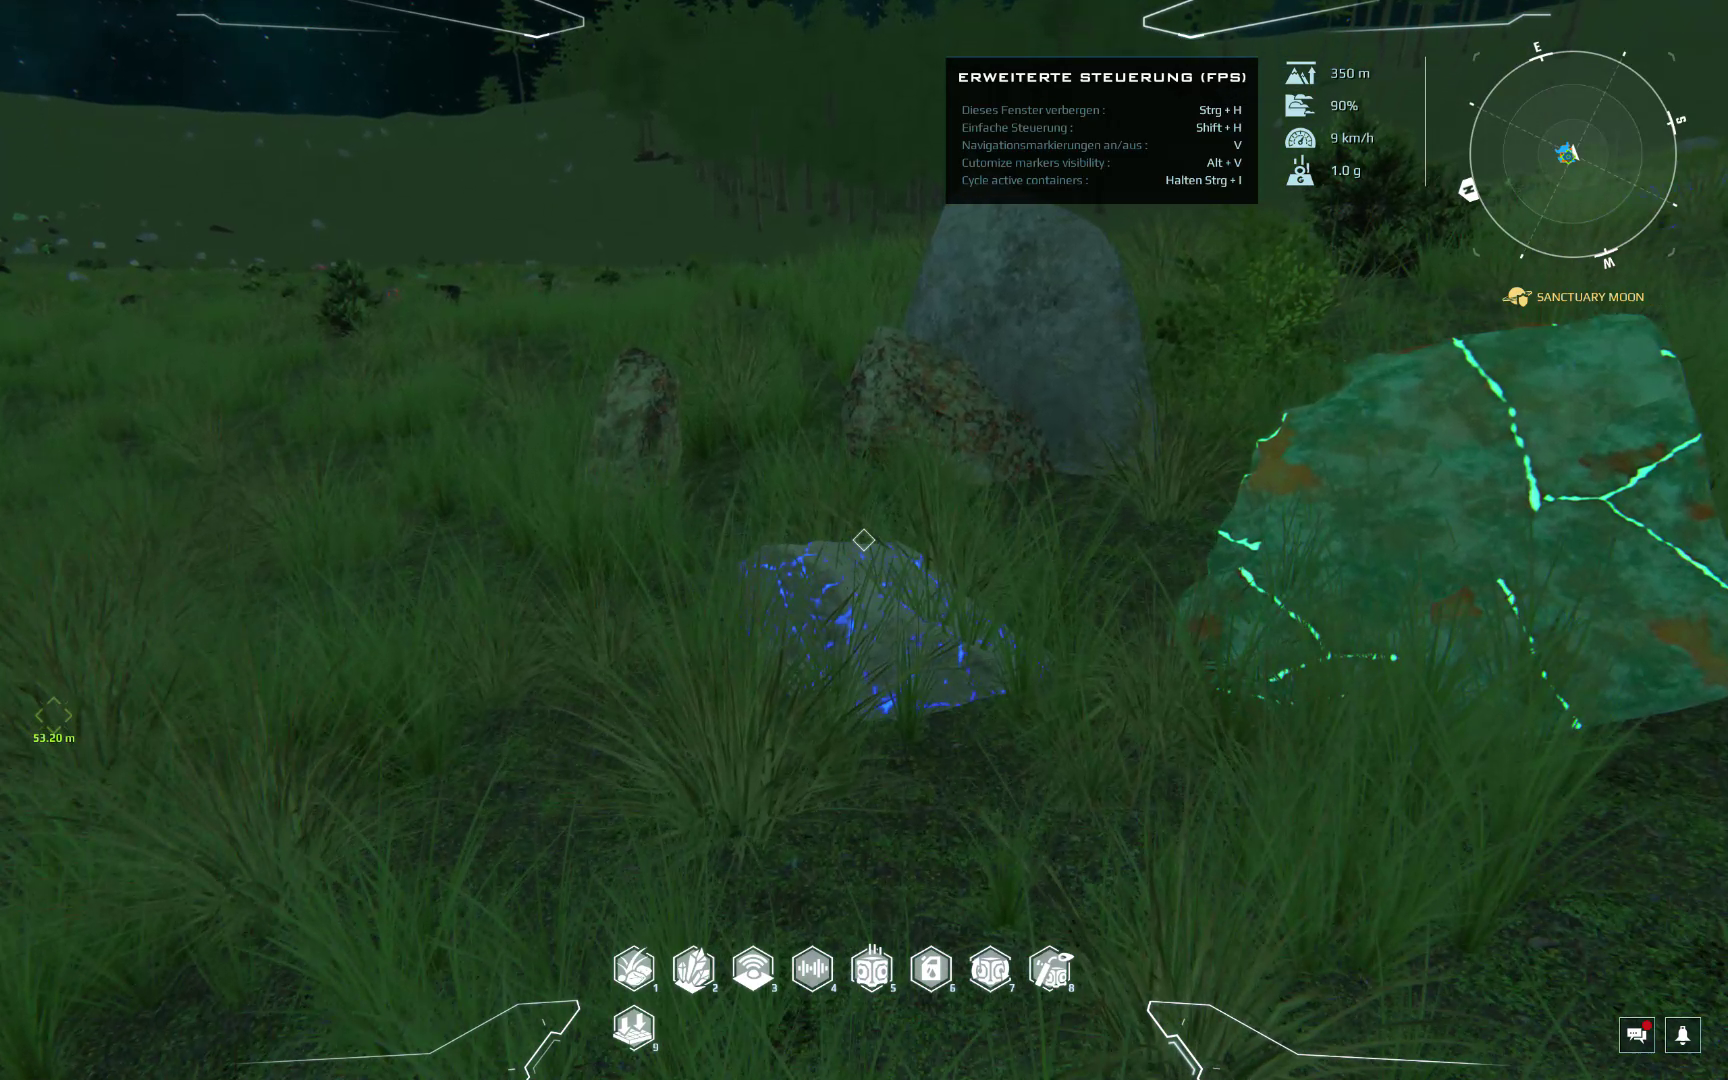 ERWEITERTE STEUERUNG (FPS)
Dieses Fenster verbergen : Strg + H
Einfache Steuerung : Shift + H
Navigationsmarkierungen an/aus : V
Cutomize markers visibility : Alt + V
Cycle active containers : Halten Strg + I
350 m
90%
9 km/h
G 1.0 g
E
S
N
W
SANCTUARY MOON
53.20 m
1 2 3 4 5 6 7 8
9